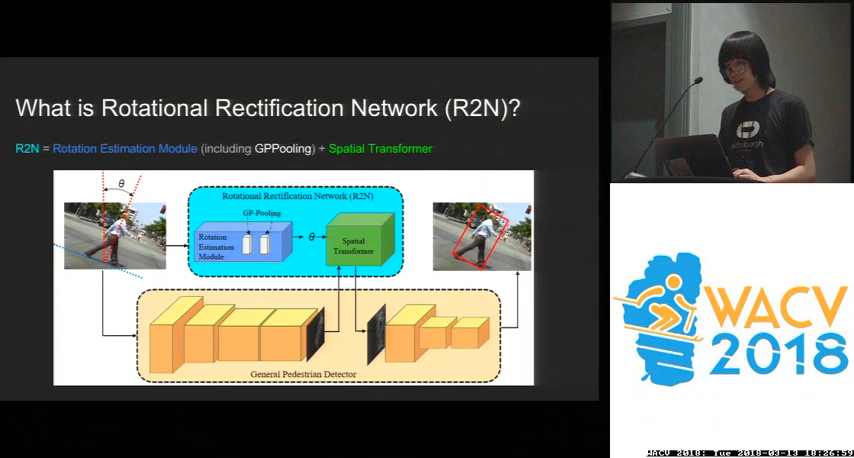 What is Rotational Rectification Network (R2N)?
R2N = Rotation Estimation Module (including GPPooling) + Spatial Transformer
θ
Rotational Rectification Network (R2N)
GP-Pooling
Rotation
Estimation
Module
θ
Spatial
Transformer
General Pedestrian Detector
WACV
2018
WACV 2018: Tue 2018-03-13 18:26:59